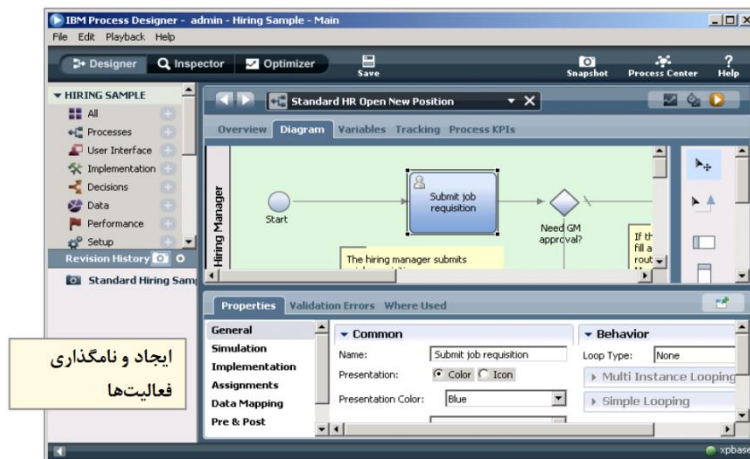 IBM Process Designer - admin - Hiring Sample - Main
File Edit Playback Help
Designer Inspector Optimizer
Save
Snapshot Process Center Help
HIRING SAMPLE
All
Processes
User Interface
Implementation
Decisions
Data
Performance
Setup
Revision History
Standard Hiring Sam
Standard HR Open New Position
Overview Diagram Variables Tracking Process KPIs
Hiring Manager
Start
Submit job
requisition
Need GM
approval?
The hiring manager submits
If th
fill a
rout
Properties Validation Errors Where Used
General
Simulation
Implementation
Assignments
Data Mapping
Pre & Post
Common
Name: Submit job requisition
Presentation: Color Icon
Presentation Color: Blue
Behavior
Loop Type: None
Multi Instance Looping
Simple Looping
ایجاد و نامگذاری
فعالیت‌ها
xpbase